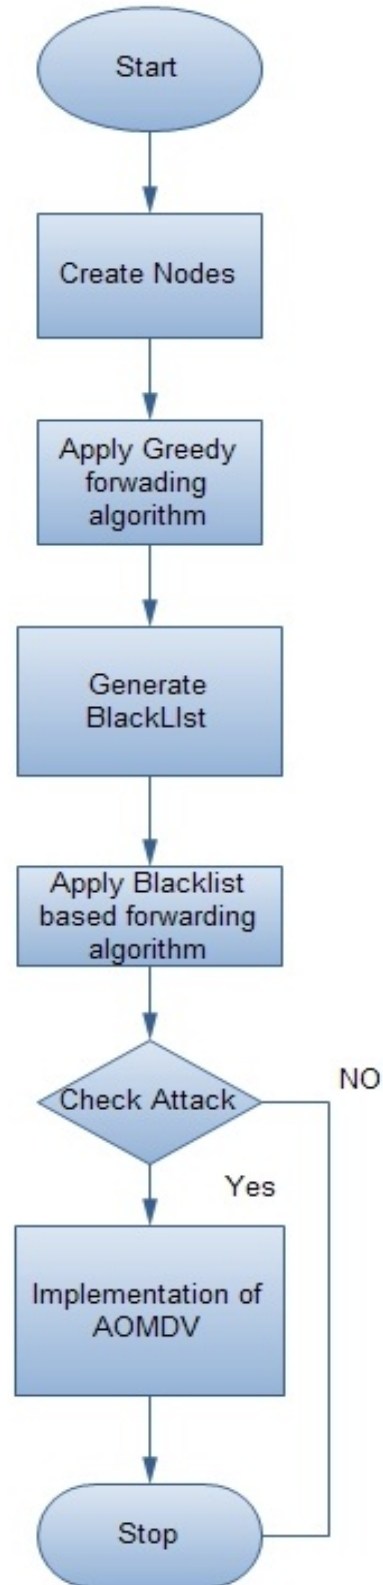 Start
Create Nodes
Apply Greedy
forwading
algorithm
Generate
BlackLIst
Apply Blacklist
based forwarding
algorithm
Check Attack
NO
Yes
Implementation of
AOMDV
Stop